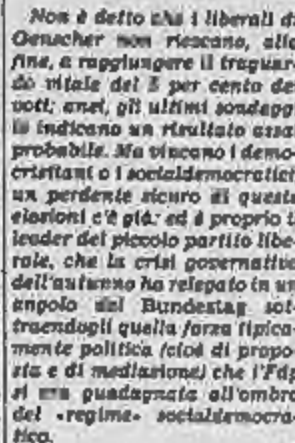 Non è detto che i liberali di
Genscher non riescano, alla
fine, a raggiungere il traguar-
do vitale del 5 per cento dei
voti; anzi, gli ultimi sondaggi
lo indicano un risultato assai
probabile. Ma vincano i demo-
cristiani o i socialdemocratici,
un perdente sicuro di queste
elezioni c'è già: ed è proprio il
leader del piccolo partito libe-
rale, che la crisi governativa
dell'autunno ha relegato in un
angolo del Bundestag sot-
traendogli quella forza tipica-
mente politica (cioè di propo-
sta e di mediazione) che l'Fdp
si era guadagnata all'ombra
del «regime» socialdemocra-
tico.